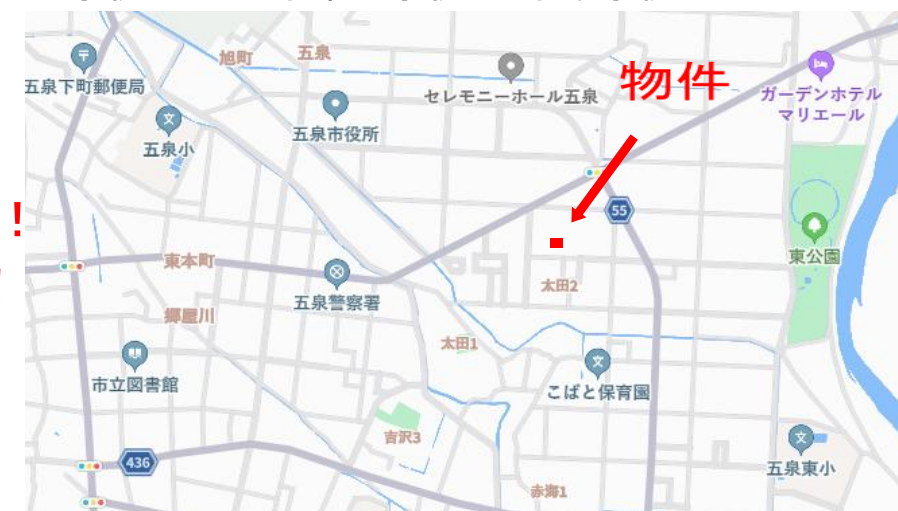 旭町
五泉
五泉下町郵便局
セレモニーホール五泉
物件
ガーデンホテル
マリエール
五泉小
五泉市役所
!
55
東公園
東本町
五泉警察署
太田2
郷屋川
太田1
市立図書館
こばと保育園
吉沢3
436
五泉東小
赤海1